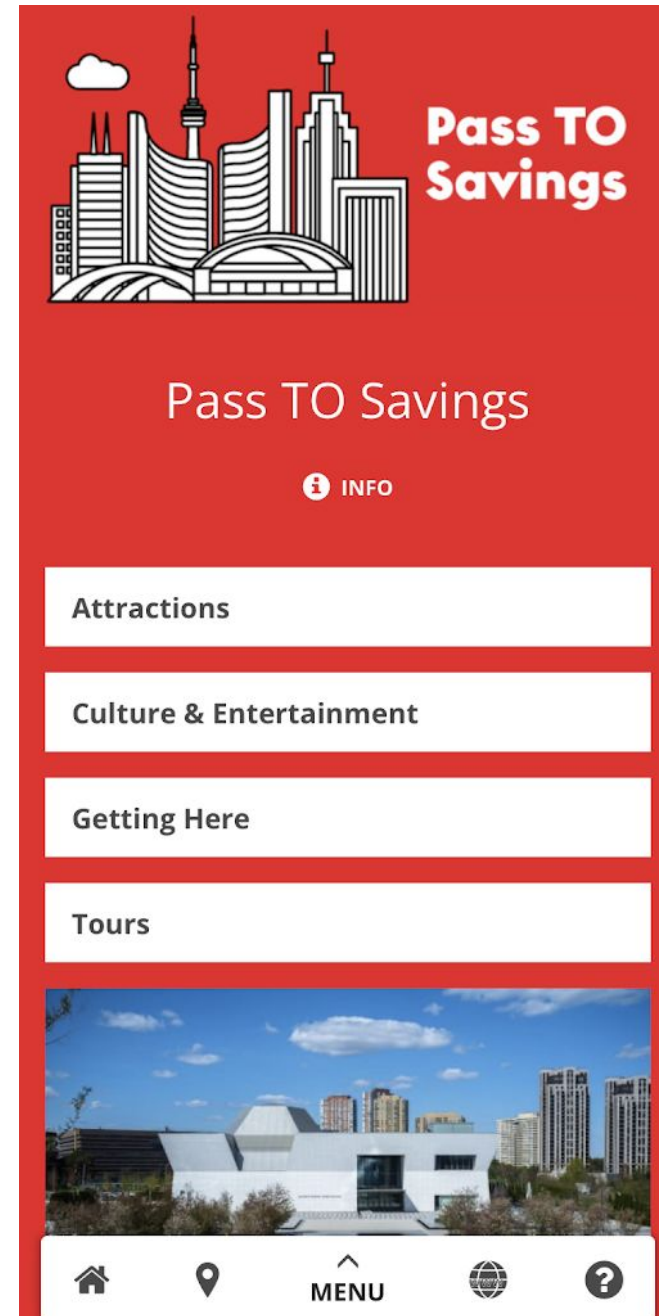 Pass TO
Savings
Pass TO Savings
INFO
Attractions
Culture & Entertainment
Getting Here
Tours
MENU